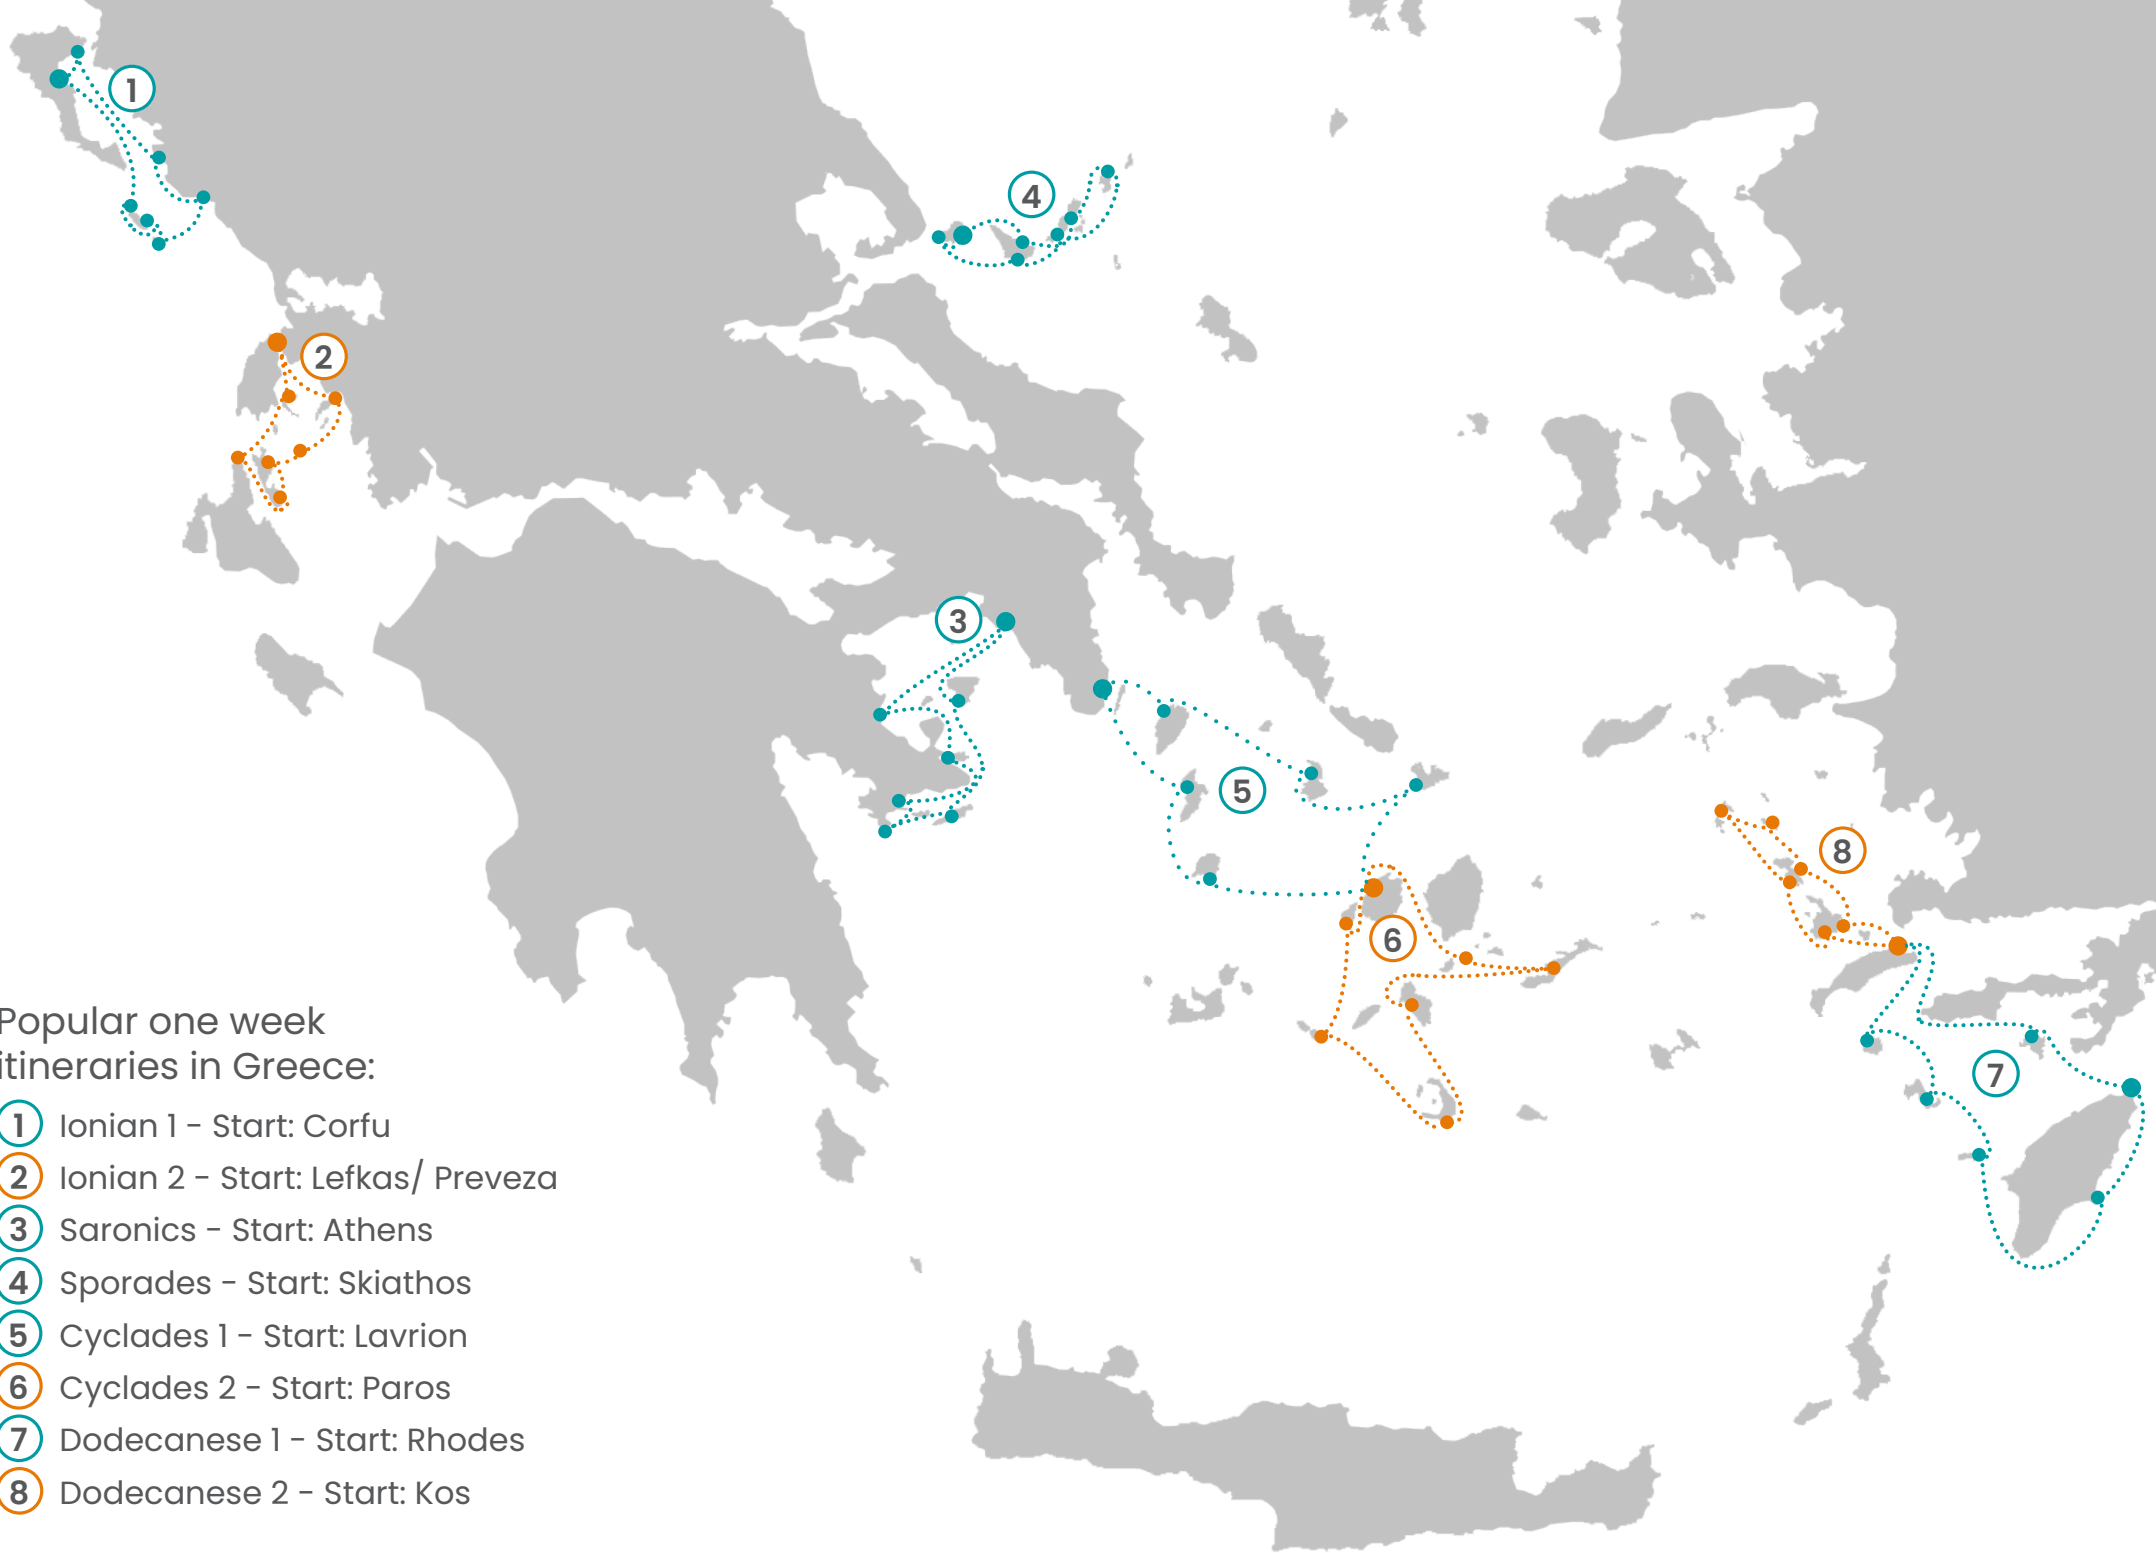 1
4
2
3
5
8
6
7
Popular one week
itineraries in Greece:
1 Ionian 1 - Start: Corfu
2 Ionian 2 - Start: Lefkas/ Preveza
3 Saronics - Start: Athens
4 Sporades - Start: Skiathos
5 Cyclades 1 - Start: Lavrion
6 Cyclades 2 - Start: Paros
7 Dodecanese 1 - Start: Rhodes
8 Dodecanese 2 - Start: Kos